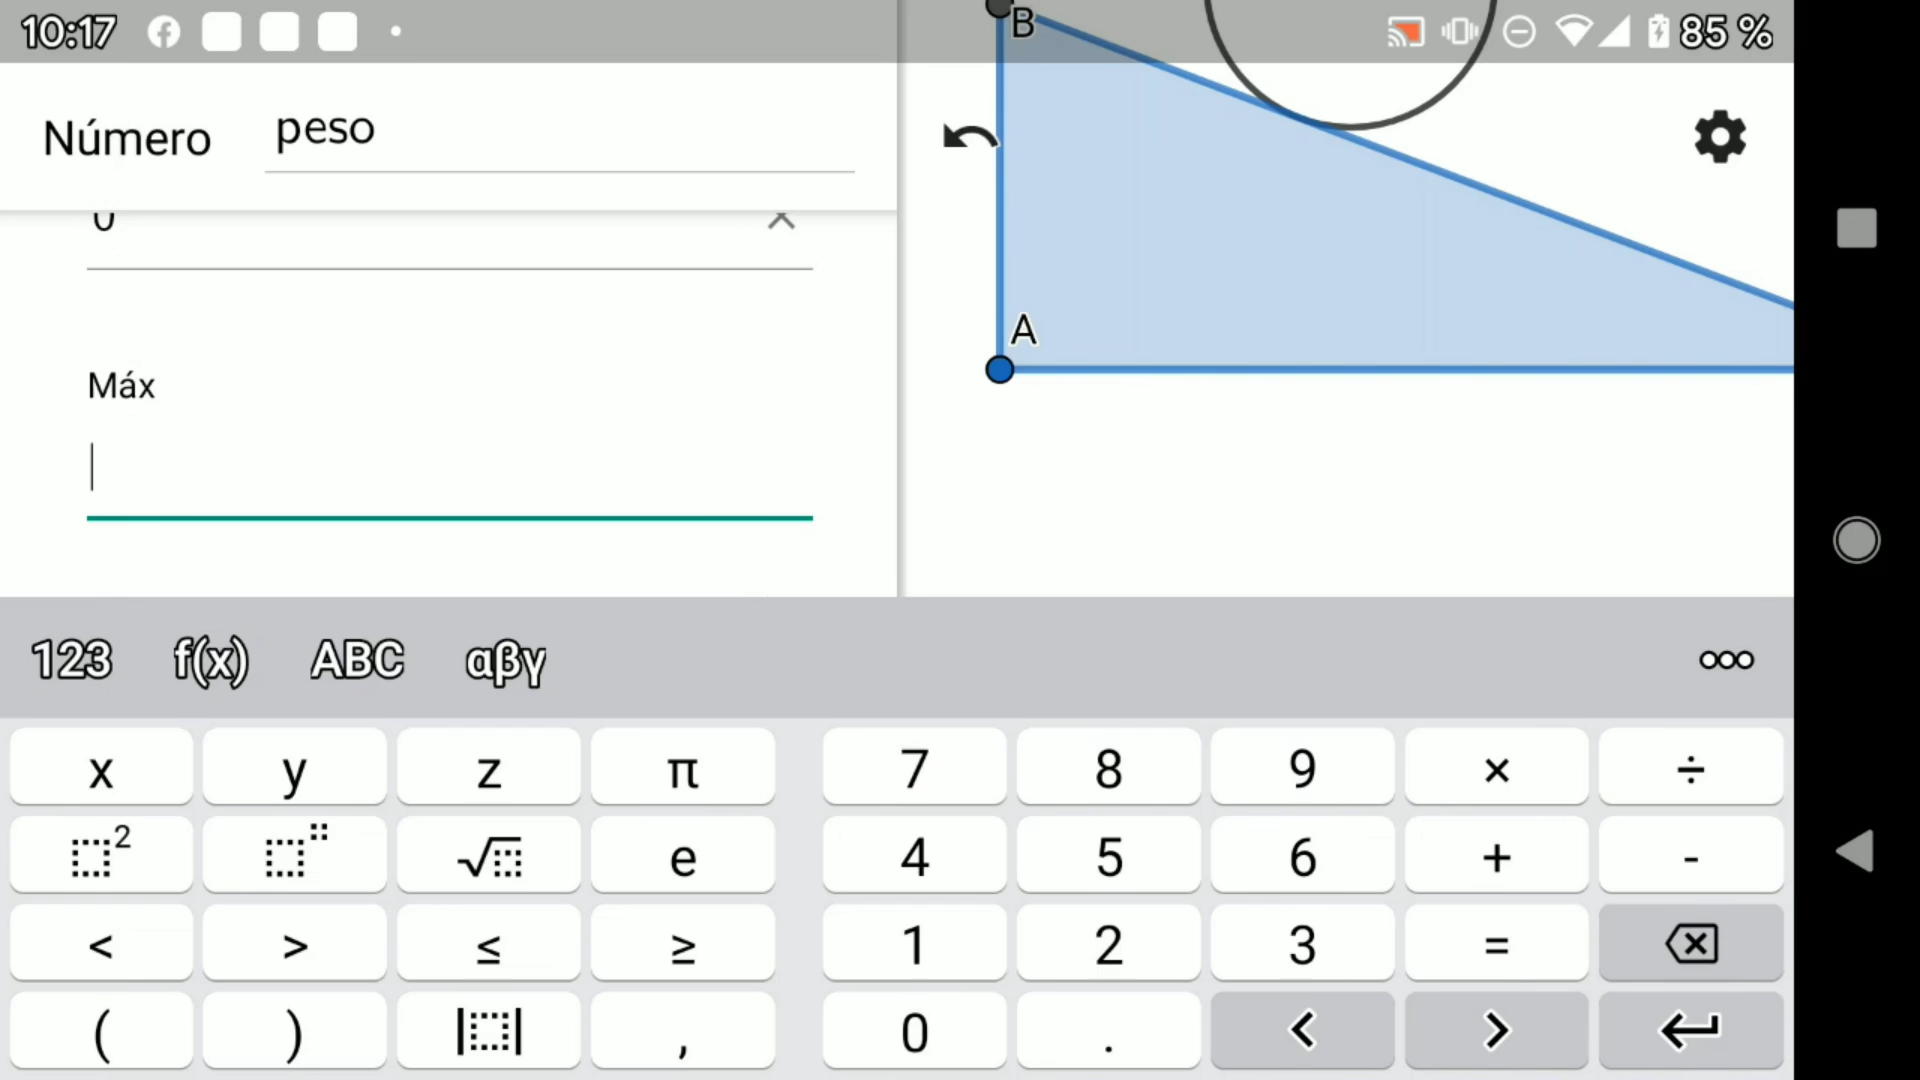 10:17
85 %
Número peso
0
Máx
B
A
123 f(x) ABC αβγ
x y z π 7 8 9 × ÷
2 √ e 4 5 6 + -
< > ≤ ≥ 1 2 3 =
( ) | | , 0 . < >